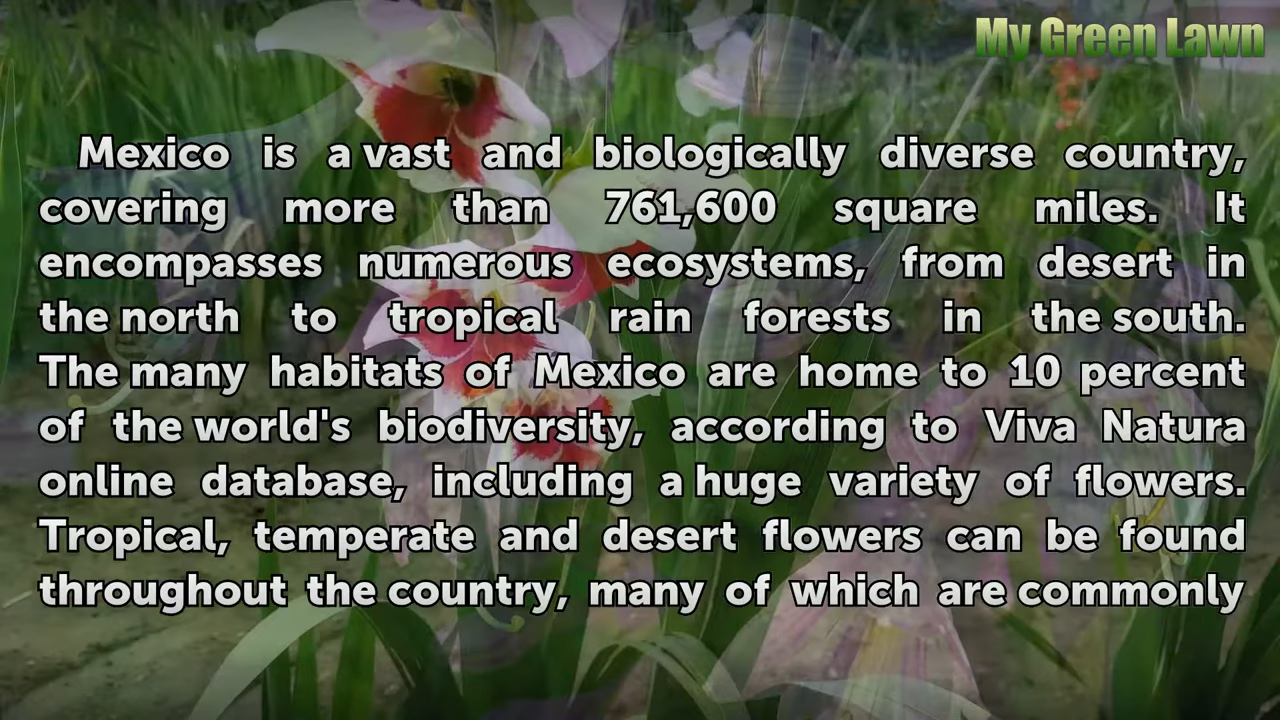 My Green Lawn
Mexico is a vast and biologically diverse country,
covering more than 761,600 square miles. It
encompasses numerous ecosystems, from desert in
the north to tropical rain forests in the south.
The many habitats of Mexico are home to 10 percent
of the world's biodiversity, according to Viva Natura
online database, including a huge variety of flowers.
Tropical, temperate and desert flowers can be found
throughout the country, many of which are commonly